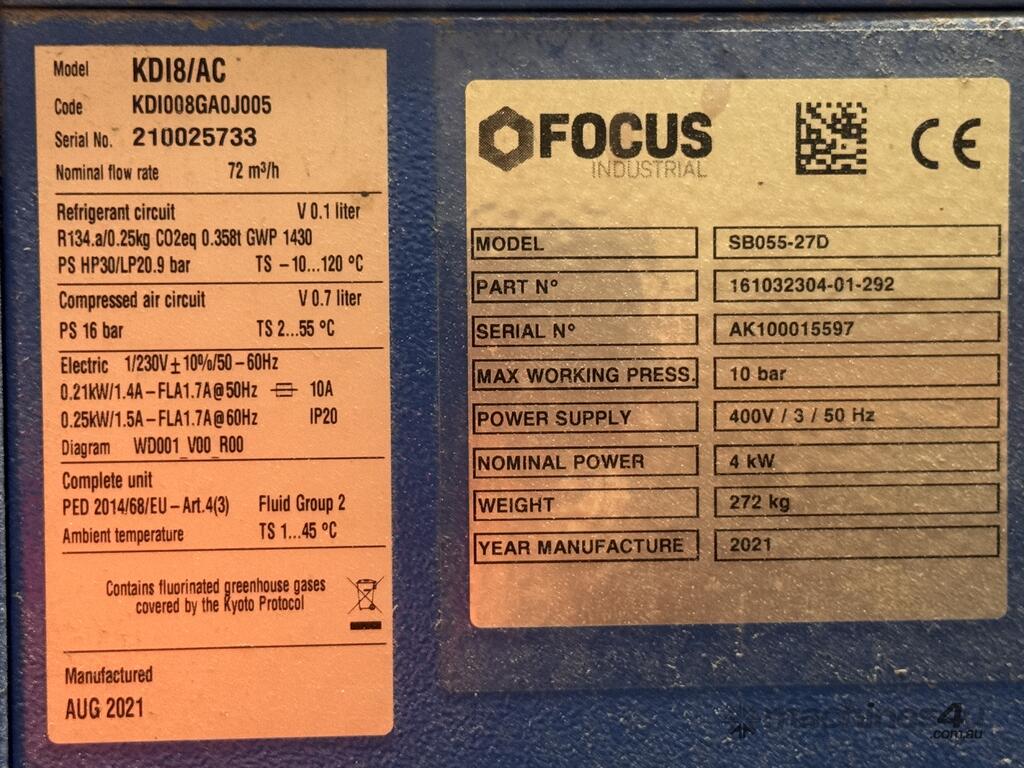 Model KDI8/AC
Code KDI008GA0J005
Serial No. 210025733
Nominal flow rate 72 m³/h
Refrigerant circuit V 0.1 liter
R134.a/0.25kg CO2eq 0.358t GWP 1430
PS HP30/LP20.9 bar TS –10...120 °C
Compressed air circuit V 0.7 liter
PS 16 bar TS 2...55 °C
Electric 1/230V±10%/50–60Hz
0.21kW/1.4A–FLA1.7A@50Hz 10A
0.25kW/1.5A–FLA1.7A@60Hz IP20
Diagram WD001_V00_R00
Complete unit
PED 2014/68/EU–Art.4(3) Fluid Group 2
Ambient temperature TS 1...45 °C
Contains fluorinated greenhouse gases
covered by the Kyoto Protocol
Manufactured
AUG 2021
FOCUS
INDUSTRIAL
CE
MODEL SB055-27D
PART Nº 161032304-01-292
SERIAL Nº AK100015597
MAX WORKING PRESS. 10 bar
POWER SUPPLY 400V / 3 / 50 Hz
NOMINAL POWER 4 kW
WEIGHT 272 kg
YEAR MANUFACTURE 2021
machines4u
.com.au